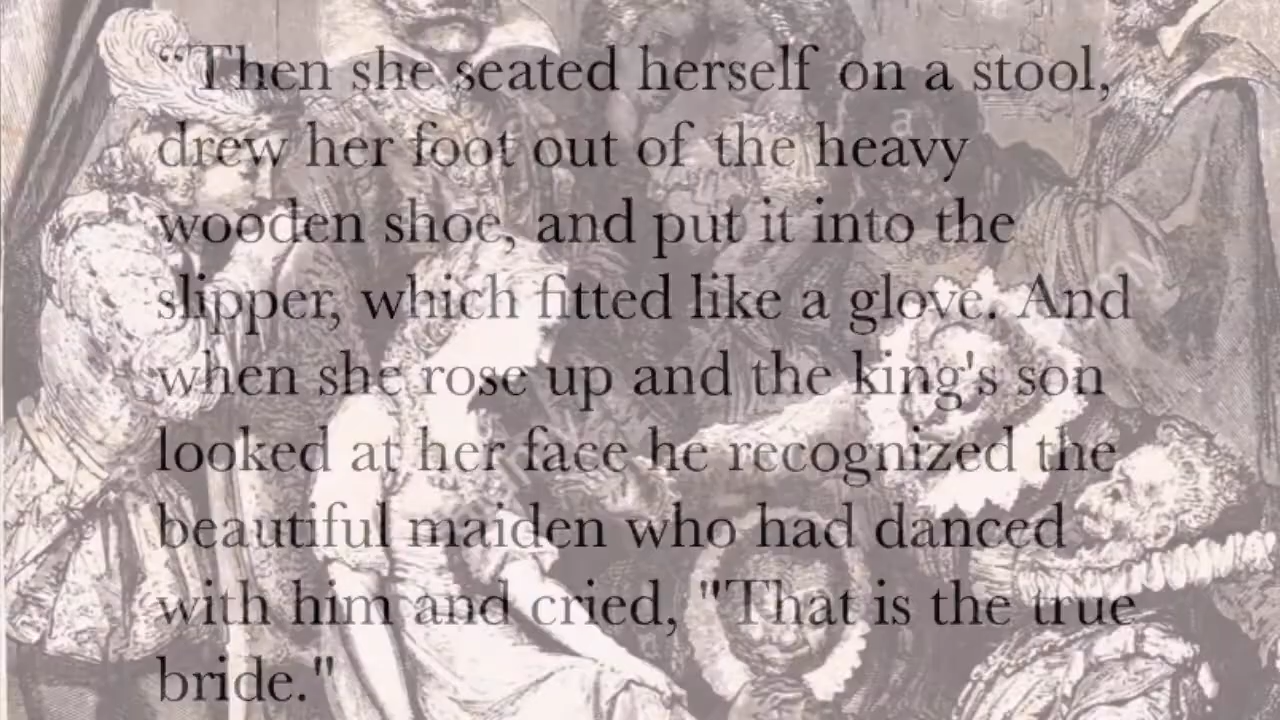 “Then she seated herself on a stool,
drew her foot out of the heavy
wooden shoe, and put it into the
slipper, which fitted like a glove. And
when she rose up and the king's son
looked at her face he recognized the
beautiful maiden who had danced
with him and cried, "That is the true
bride."